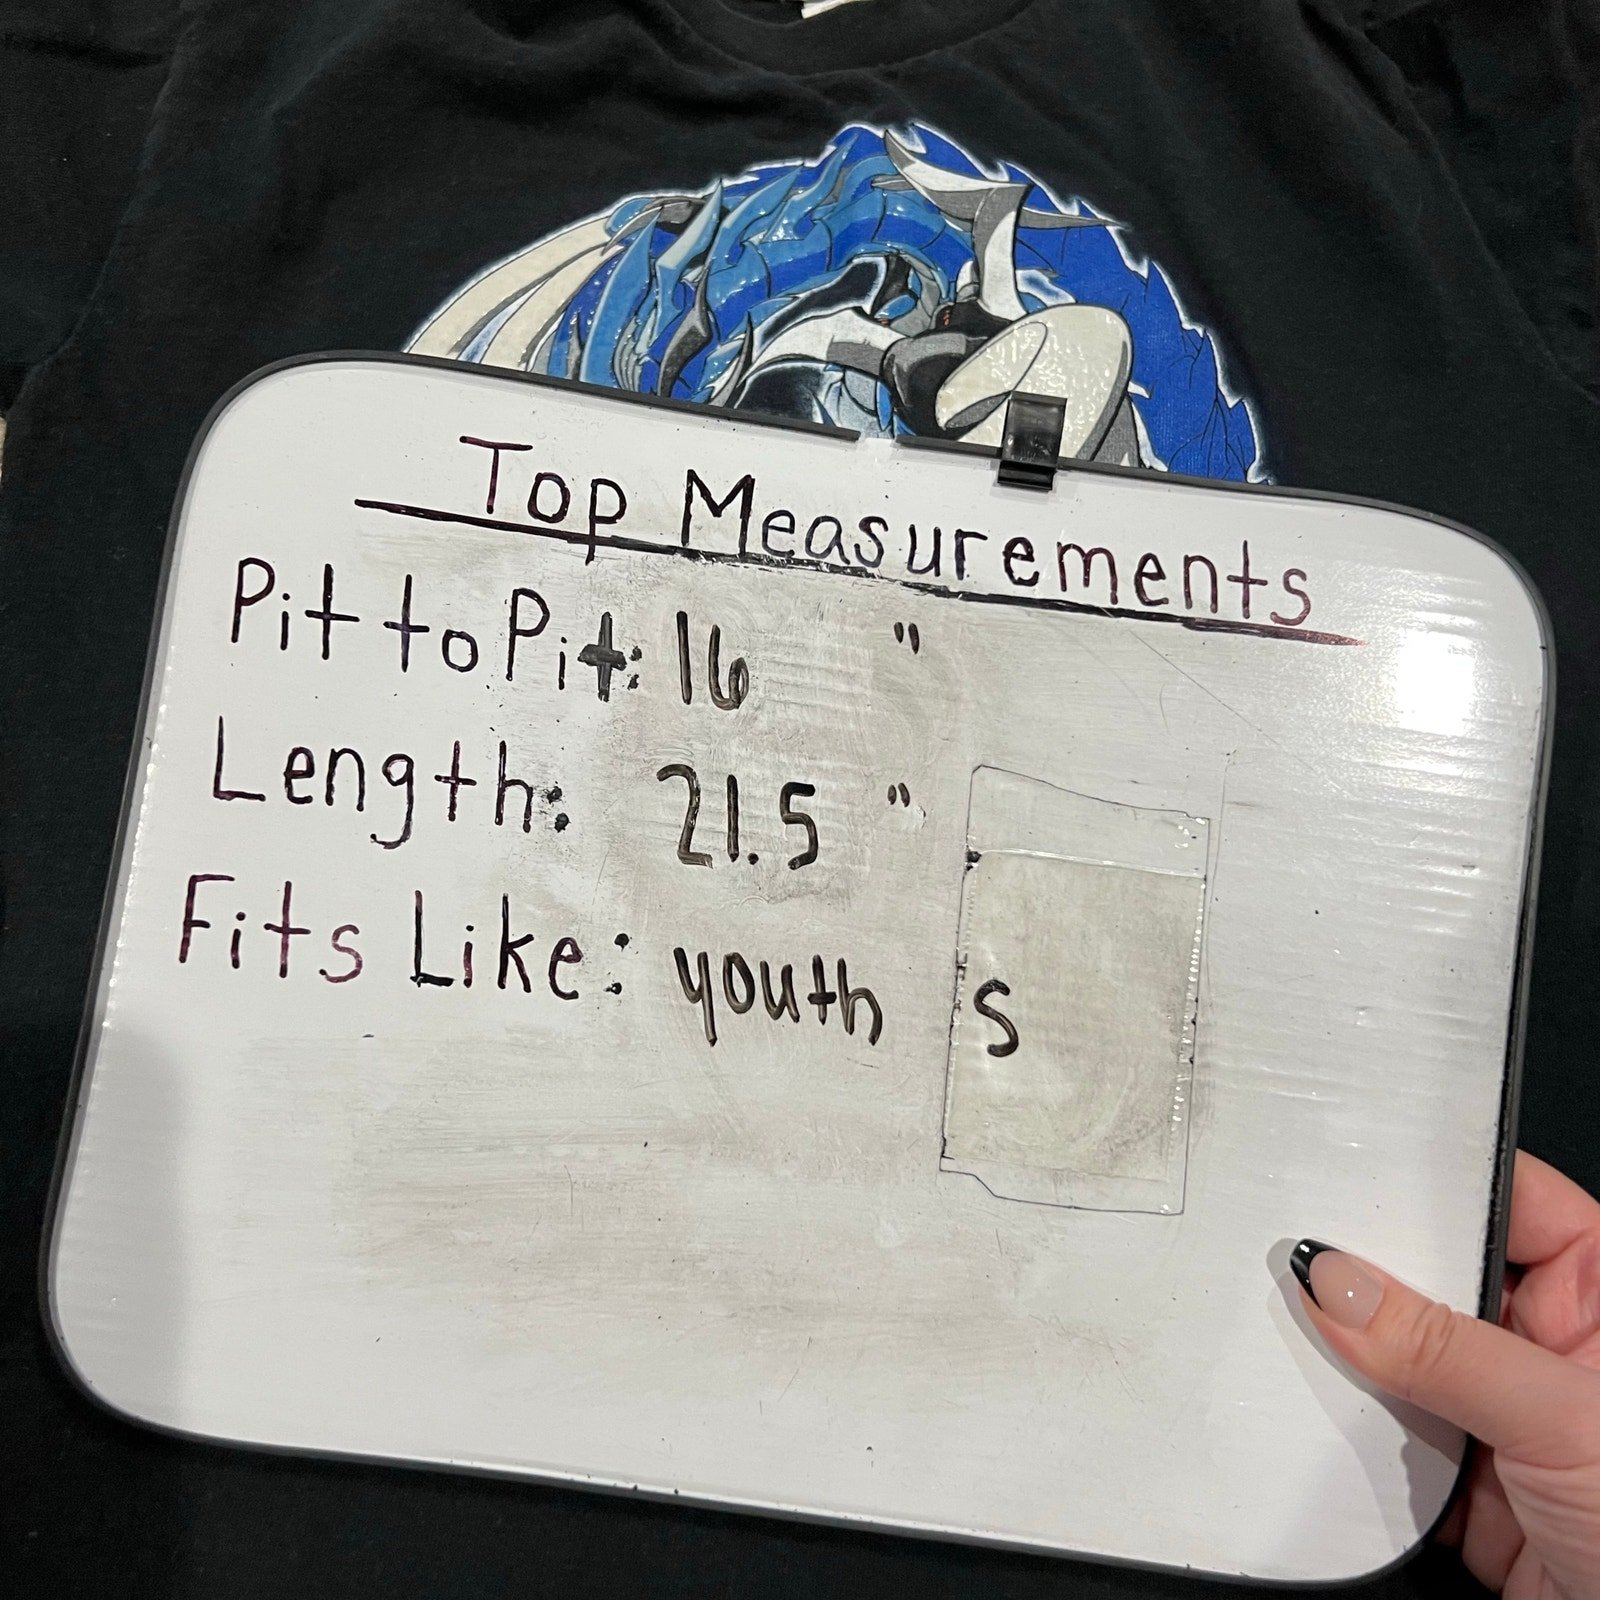 Top Measurements
Pit to Pit: 16 "
Length: 21.5 "
Fits Like: youth S